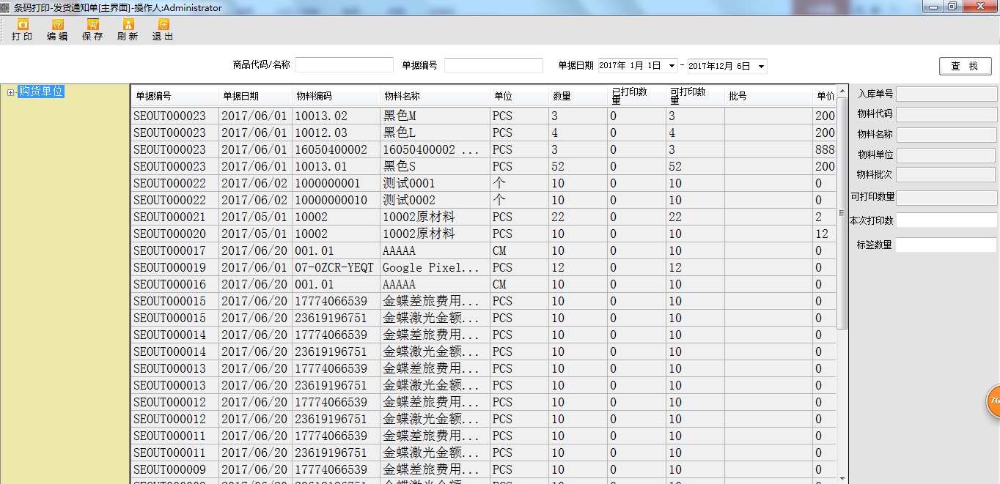 条码打印-发货通知单[主界面]-操作人:Administrator
打印 编辑 保存 刷新 退出
商品代码/名称 单据编号 单据日期 2017年 1月 1日 - 2017年12月 6日 查 找
购货单位
单据编号 单据日期 物料编码 物料名称 单位 数量 已打印数量 可打印数量 批号 单价
SEOUT000023 2017/06/01 10013.02 黑色M PCS 3 0 3 200
SEOUT000023 2017/06/01 10012.03 黑色L PCS 4 0 4 200
SEOUT000023 2017/06/01 16050400002 16050400002 ... PCS 3 0 3 888
SEOUT000023 2017/06/01 10013.01 黑色S PCS 52 0 52 200
SEOUT000022 2017/06/02 1000000001 测试0001 个 10 0 10 0
SEOUT000022 2017/06/02 10000000010 测试0002 个 10 0 10 0
SEOUT000021 2017/05/01 10002 10002原材料 PCS 22 0 22 2
SEOUT000020 2017/05/01 10002 10002原材料 PCS 10 0 10 12
SEOUT000017 2017/06/20 001.01 AAAAA CM 10 0 10 0
SEOUT000019 2017/06/01 07-OZCR-YEQT Google Pixel... PCS 12 0 12 0
SEOUT000016 2017/06/20 001.01 AAAAA CM 10 0 10 0
SEOUT000015 2017/06/20 17774066539 金蝶差旅费用... PCS 10 0 10 0
SEOUT000015 2017/06/20 23619196751 金蝶激光金额... PCS 10 0 10 0
SEOUT000014 2017/06/20 17774066539 金蝶差旅费用... PCS 10 0 10 0
SEOUT000014 2017/06/20 23619196751 金蝶激光金额... PCS 10 0 10 0
SEOUT000013 2017/06/20 17774066539 金蝶差旅费用... PCS 10 0 10 0
SEOUT000013 2017/06/20 23619196751 金蝶激光金额... PCS 10 0 10 0
SEOUT000012 2017/06/20 17774066539 金蝶差旅费用... PCS 10 0 10 0
SEOUT000012 2017/06/20 23619196751 金蝶激光金额... PCS 10 0 10 0
SEOUT000011 2017/06/20 17774066539 金蝶差旅费用... PCS 10 0 10 0
SEOUT000011 2017/06/20 23619196751 金蝶激光金额... PCS 10 0 10 0
SEOUT000009 2017/06/20 17774066539 金蝶差旅费用... PCS 10 0 10 0
入库单号
物料代码
物料名称
物料单位
物料批次
可打印数量
本次打印数
标签数量
76